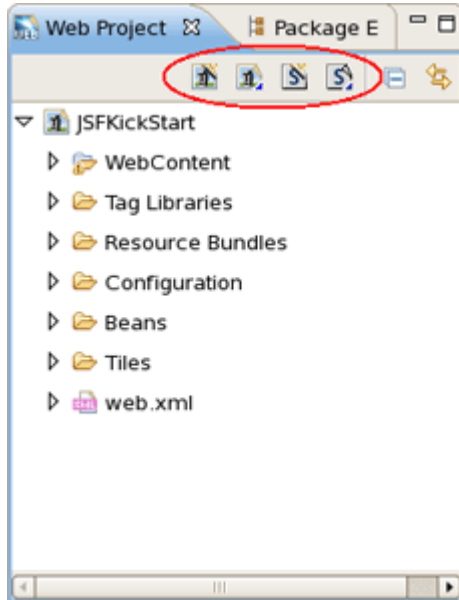 Web Project Package E
JSFKickStart
WebContent
Tag Libraries
Resource Bundles
Configuration
Beans
Tiles
web.xml